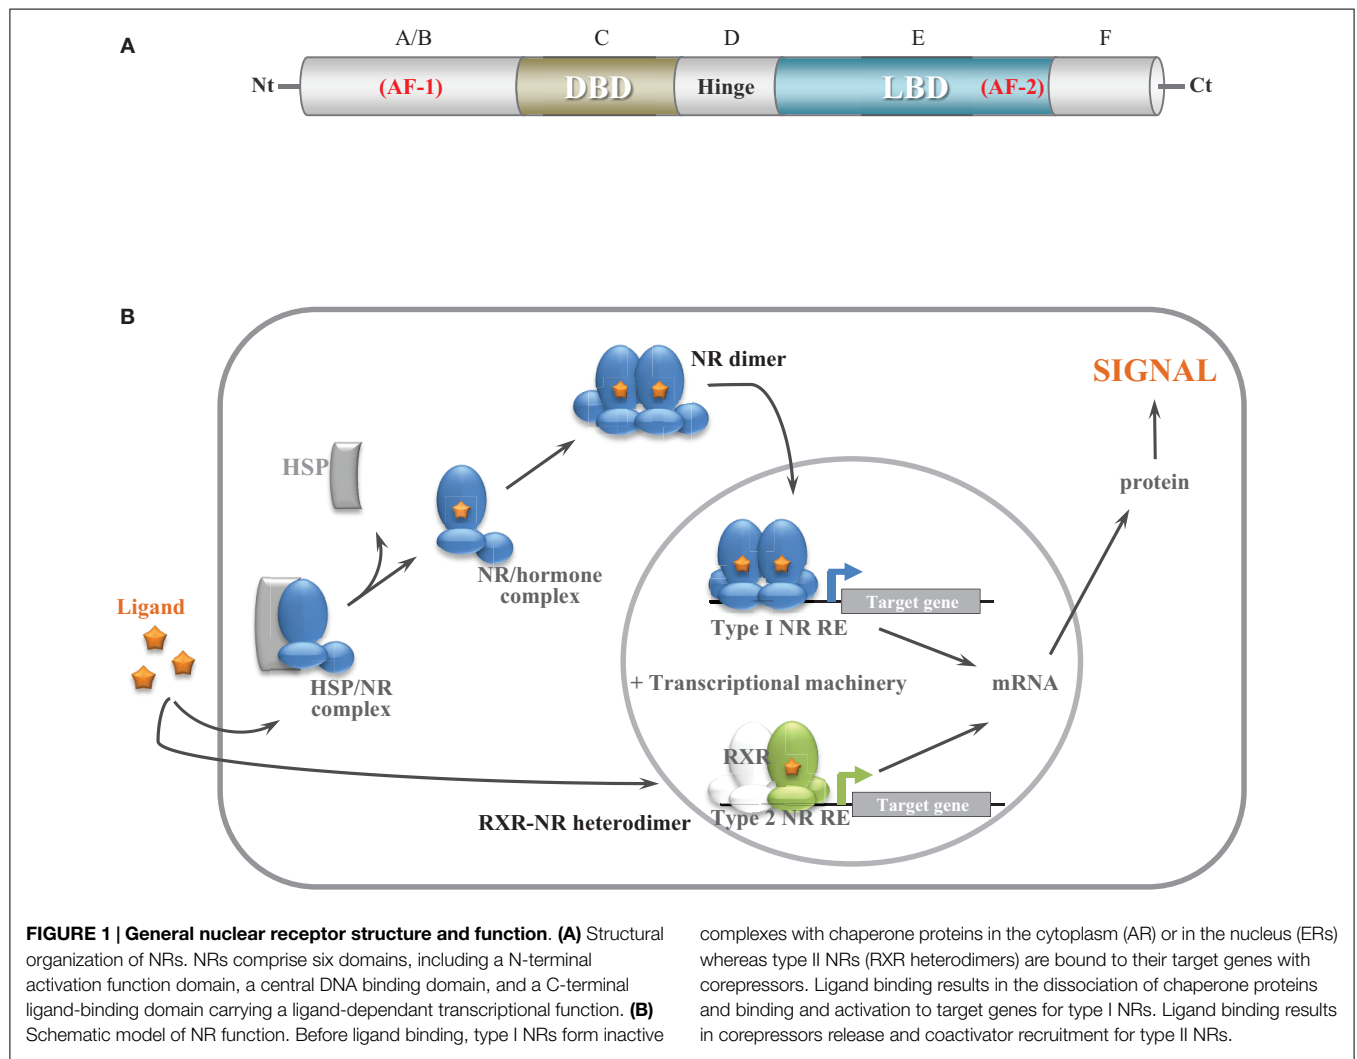 A
A/B C D E F
Nt (AF-1) DBD Hinge LBD (AF-2) Ct
B
NR dimer
SIGNAL
HSP
protein
NR/hormone
complex
Ligand
Target gene
Type I NR RE
HSP/NR
complex
+ Transcriptional machinery
mRNA
RXR
Target gene
Type 2 NR RE
RXR-NR heterodimer
FIGURE 1 | General nuclear receptor structure and function. (A) Structural
organization of NRs. NRs comprise six domains, including a N-terminal
activation function domain, a central DNA binding domain, and a C-terminal
ligand-binding domain carrying a ligand-dependant transcriptional function. (B)
Schematic model of NR function. Before ligand binding, type I NRs form inactive
complexes with chaperone proteins in the cytoplasm (AR) or in the nucleus (ERs)
whereas type II NRs (RXR heterodimers) are bound to their target genes with
corepressors. Ligand binding results in the dissociation of chaperone proteins
and binding and activation to target genes for type I NRs. Ligand binding results
in corepressors release and coactivator recruitment for type II NRs.